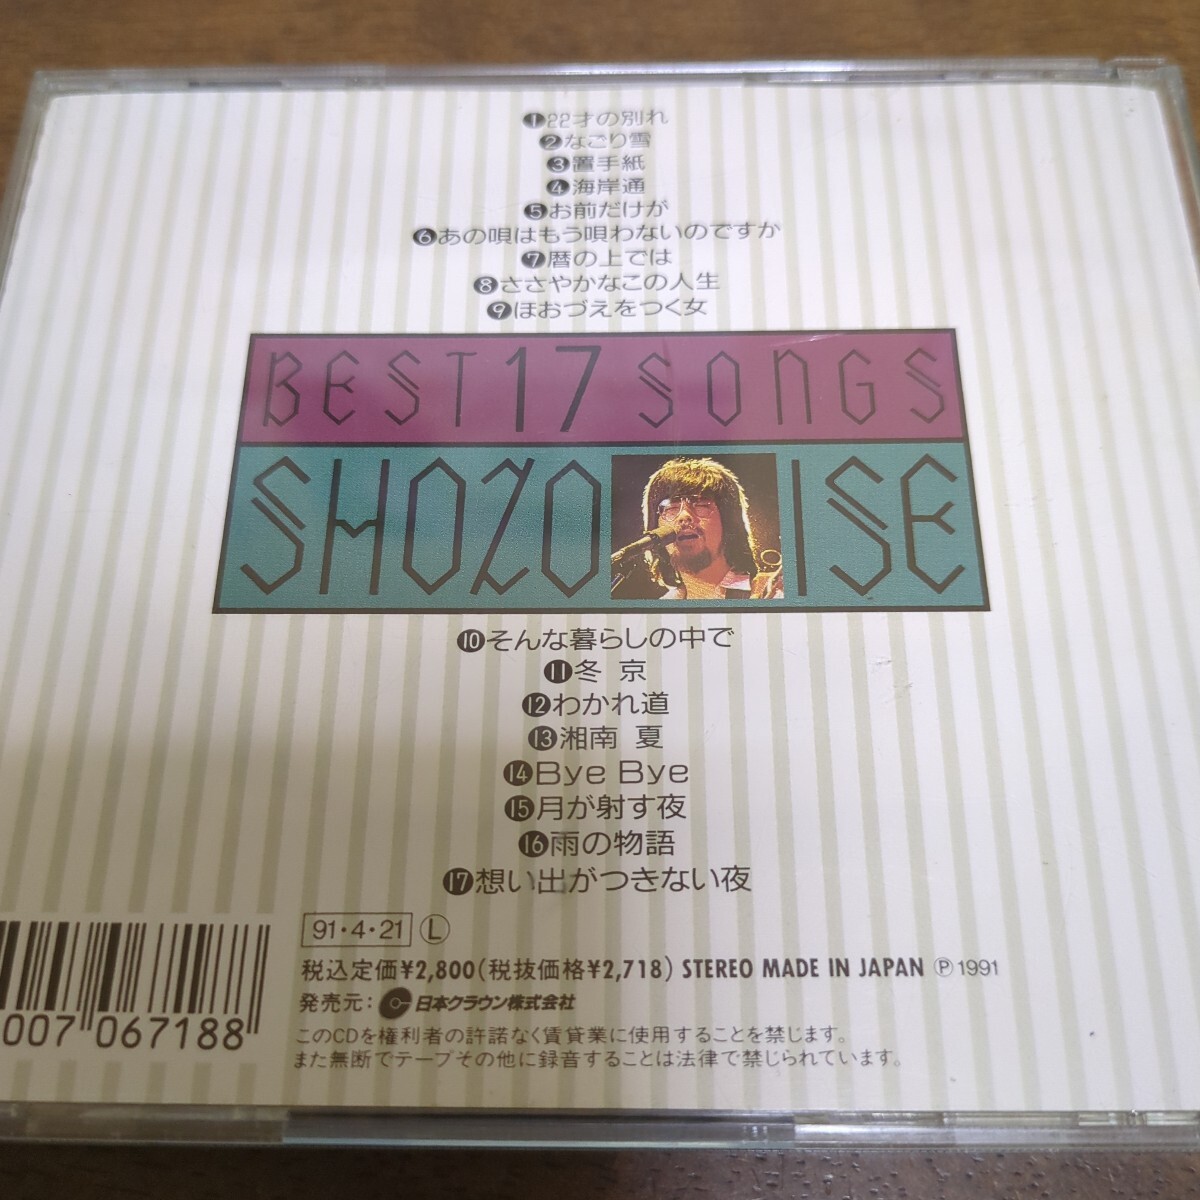 ❶22才の別れ
❷なごり雪
❸置手紙
❹海岸通
❺お前だけが
❻あの唄はもう唄わないのですか
❼暦の上では
❽ささやかなこの人生
❾ほおづえをつく女
BEST 17 SONGS
SHOZO ISE
❿そんな暮らしの中で
⓫冬 京
⓬わかれ道
⓭湘南 夏
⓮Bye Bye
⓯月が射す夜
⓰雨の物語
⓱想い出がつきない夜
91・4・21 Ⓛ
税込定価¥2,800(税抜価格¥2,718) STEREO MADE IN JAPAN Ⓟ1991
発売元：日本クラウン株式会社
このCDを権利者の許諾なく賃貸業に使用することを禁じます。
また無断でテープその他に録音することは法律で禁じられています。
007 067188